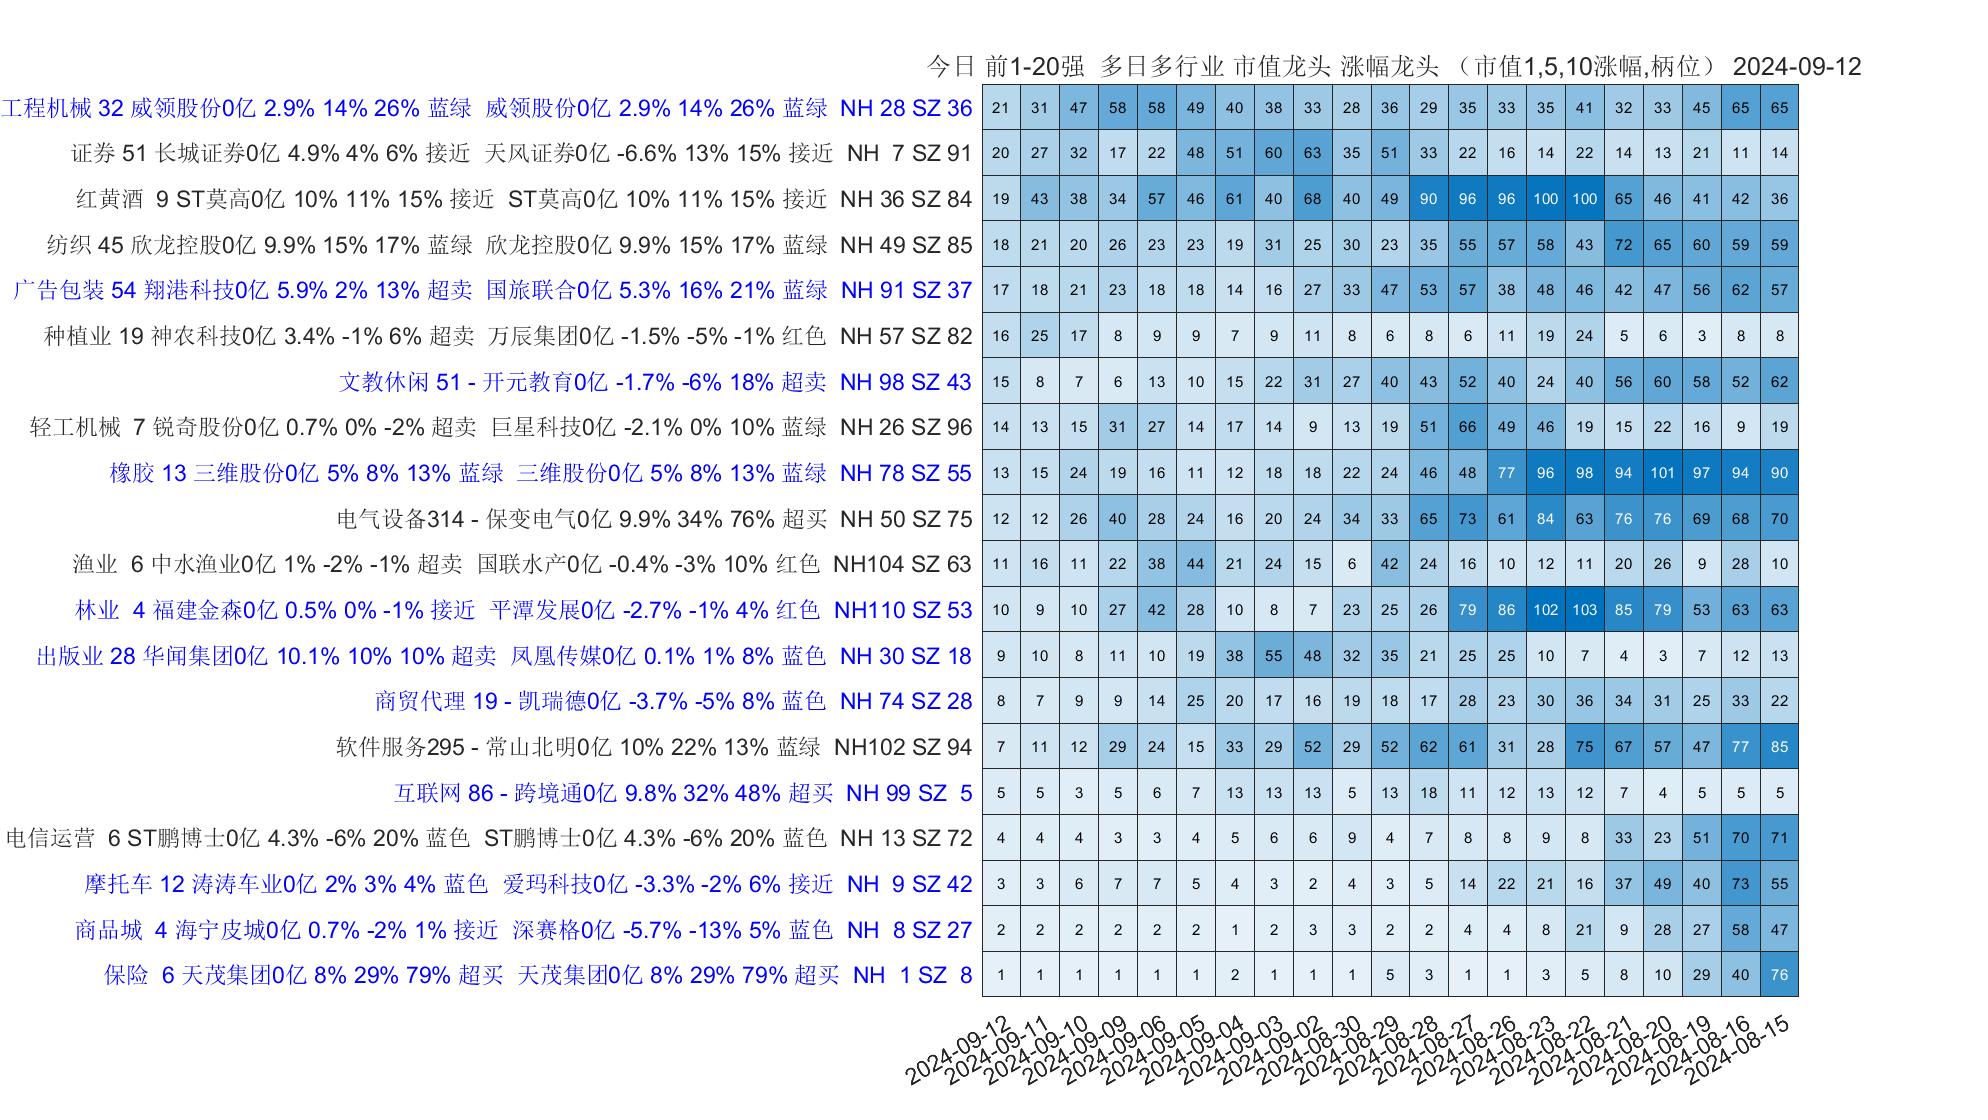 今日 前1-20强 多日多行业 市值龙头 涨幅龙头 （市值1,5,10涨幅,柄位） 2024-09-12
工程机械 32 威领股份0亿 2.9% 14% 26% 蓝绿 威领股份0亿 2.9% 14% 26% 蓝绿 NH 28 SZ 36 21 31 47 58 58 49 40 38 33 28 36 29 35 33 35 41 32 33 45 65 65
证券 51 长城证券0亿 4.9% 4% 6% 接近 天风证券0亿 -6.6% 13% 15% 接近 NH 7 SZ 91 20 27 32 17 22 48 51 60 63 35 51 33 22 16 14 22 14 13 21 11 14
红黄酒 9 ST莫高0亿 10% 11% 15% 接近 ST莫高0亿 10% 11% 15% 接近 NH 36 SZ 84 19 43 38 34 57 46 61 40 68 40 49 90 96 96 100 100 65 46 41 42 36
纺织 45 欣龙控股0亿 9.9% 15% 17% 蓝绿 欣龙控股0亿 9.9% 15% 17% 蓝绿 NH 49 SZ 85 18 21 20 26 23 23 19 31 25 30 23 35 55 57 58 43 72 65 60 59 59
广告包装 54 翔港科技0亿 5.9% 2% 13% 超卖 国旅联合0亿 5.3% 16% 21% 蓝绿 NH 91 SZ 37 17 18 21 23 18 18 14 16 27 33 47 53 57 38 48 46 42 47 56 62 57
种植业 19 神农科技0亿 3.4% -1% 6% 超卖 万辰集团0亿 -1.5% -5% -1% 红色 NH 57 SZ 82 16 25 17 8 9 9 7 9 11 8 6 8 6 11 19 24 5 6 3 8 8
文教休闲 51 - 开元教育0亿 -1.7% -6% 18% 超卖 NH 98 SZ 43 15 8 7 6 13 10 15 22 31 27 40 43 52 40 24 40 56 60 58 52 62
轻工机械 7 锐奇股份0亿 0.7% 0% -2% 超卖 巨星科技0亿 -2.1% 0% 10% 蓝绿 NH 26 SZ 96 14 13 15 31 27 14 17 14 9 13 19 51 66 49 46 19 15 22 16 9 19
橡胶 13 三维股份0亿 5% 8% 13% 蓝绿 三维股份0亿 5% 8% 13% 蓝绿 NH 78 SZ 55 13 15 24 19 16 11 12 18 18 22 24 46 48 77 96 98 94 101 97 94 90
电气设备314 - 保变电气0亿 9.9% 34% 76% 超买 NH 50 SZ 75 12 12 26 40 28 24 16 20 24 34 33 65 73 61 84 63 76 76 69 68 70
渔业 6 中水渔业0亿 1% -2% -1% 超卖 国联水产0亿 -0.4% -3% 10% 红色 NH104 SZ 63 11 16 11 22 38 44 21 24 15 6 42 24 16 10 12 11 20 26 9 28 10
林业 4 福建金森0亿 0.5% 0% -1% 接近 平潭发展0亿 -2.7% -1% 4% 红色 NH110 SZ 53 10 9 10 27 42 28 10 8 7 23 25 26 79 86 102 103 85 79 53 63 63
出版业 28 华闻集团0亿 10.1% 10% 10% 超卖 凤凰传媒0亿 0.1% 1% 8% 蓝色 NH 30 SZ 18 9 10 8 11 10 19 38 55 48 32 35 21 25 25 10 7 4 3 7 12 13
商贸代理 19 - 凯瑞德0亿 -3.7% -5% 8% 蓝色 NH 74 SZ 28 8 7 9 9 14 25 20 17 16 19 18 17 28 23 30 36 34 31 25 33 22
软件服务295 - 常山北明0亿 10% 22% 13% 蓝绿 NH102 SZ 94 7 11 12 29 24 15 33 29 52 29 52 62 61 31 28 75 67 57 47 77 85
互联网 86 - 跨境通0亿 9.8% 32% 48% 超买 NH 99 SZ 5 5 5 3 5 6 7 13 13 13 5 13 18 11 12 13 12 7 4 5 5 5
电信运营 6 ST鹏博士0亿 4.3% -6% 20% 蓝色 ST鹏博士0亿 4.3% -6% 20% 蓝色 NH 13 SZ 72 4 4 4 3 3 4 5 6 6 9 4 7 8 8 9 8 33 23 51 70 71
摩托车 12 涛涛车业0亿 2% 3% 4% 蓝色 爱玛科技0亿 -3.3% -2% 6% 接近 NH 9 SZ 42 3 3 6 7 7 5 4 3 2 4 3 5 14 22 21 16 37 49 40 73 55
商品城 4 海宁皮城0亿 0.7% -2% 1% 接近 深赛格0亿 -5.7% -13% 5% 蓝色 NH 8 SZ 27 2 2 2 2 2 2 1 2 3 3 2 2 4 4 8 21 9 28 27 58 47
保险 6 天茂集团0亿 8% 29% 79% 超买 天茂集团0亿 8% 29% 79% 超买 NH 1 SZ 8 1 1 1 1 1 1 2 1 1 1 5 3 1 1 3 5 8 10 29 40 76
2024-09-12 2024-09-11 2024-09-10 2024-09-09 2024-09-06 2024-09-05 2024-09-04 2024-09-03 2024-09-02 2024-08-30 2024-08-29 2024-08-28 2024-08-27 2024-08-26 2024-08-23 2024-08-22 2024-08-21 2024-08-20 2024-08-19 2024-08-16 2024-08-15